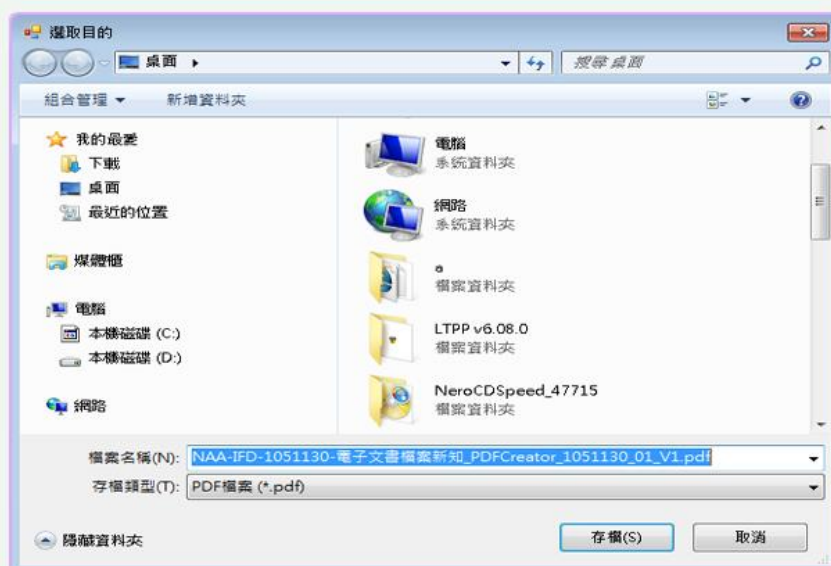 選取目的
桌面
搜尋桌面
組合管理
新增資料夾
我的最愛
下載
桌面
最近的位置
媒體櫃
電腦
本機磁碟 (C:)
本機磁碟 (D:)
網路
電腦
系統資料夾
網路
系統資料夾
a
檔案資料夾
LTPP v6.08.0
檔案資料夾
NeroCDSpeed_47715
檔案資料夾
檔案名稱(N): NAA-IFD-1051130-電子文書檔案新知_PDFCreator_1051130_01_V1.pdf
存檔類型(T): PDF檔案 (*.pdf)
隱藏資料夾
存檔(S)
取消